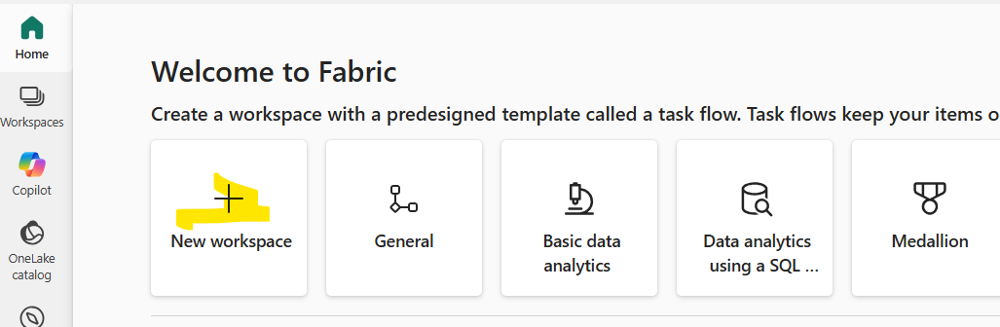 Home
Workspaces
Copilot
OneLake
catalog
Welcome to Fabric
Create a workspace with a predesigned template called a task flow. Task flows keep your items o
New workspace
General
Basic data
analytics
Data analytics
using a SQL ...
Medallion